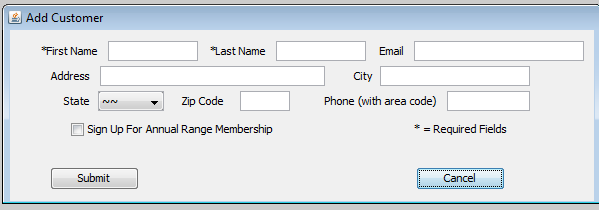 Add Customer
*First Name *Last Name Email
Address City
State ~~ Zip Code Phone (with area code)
Sign Up For Annual Range Membership * = Required Fields
Submit Cancel